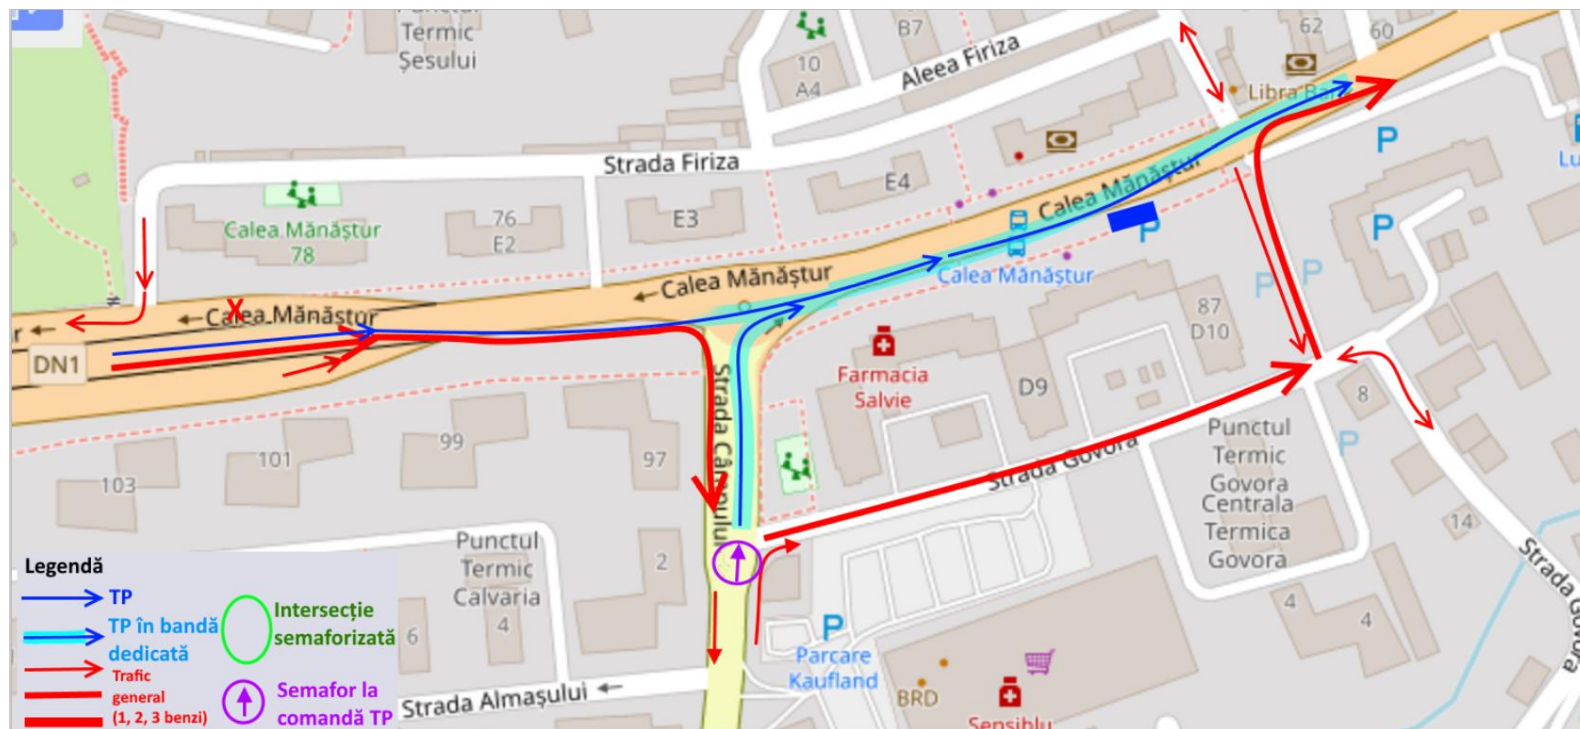 Punctul
Termic
Șesului
B7
10
A4
Aleea Firiza
62
60
Libra Bank
Strada Firiza
E4
E3
76
E2
Calea Mănăștur
78
Calea Mănăștur
Calea Mănăștur
Calea Mănăștur
Calea Mănăștur
X
DN1
P
P
P
P
P
P
87
D10
D9
8
Farmacia
Salvie
Strada Câmpului
99
101
103
97
Strada Govora
Punctul
Termic
Govora
Centrala
Termica
Govora
14
Strada Govora
4
4
Punctul
Termic
Calvaria
4
6
2
P
Parcare
Kaufland
BRD
Sensiblu
Strada Almașului
Legendă
TP
TP în bandă
dedicată
Trafic
general
(1, 2, 3 benzi)
Intersecție
semaforizată
Semafor la
comandă TP